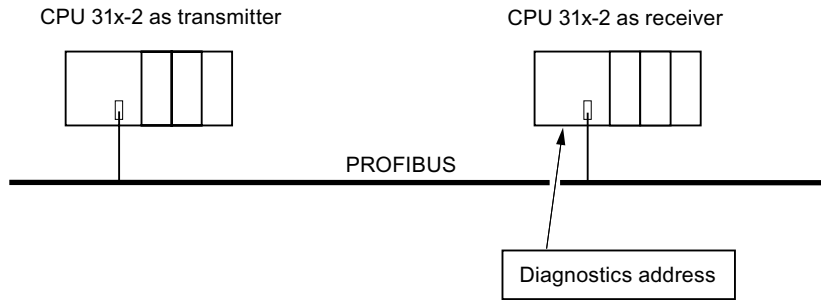 CPU 31x-2 as transmitter
CPU 31x-2 as receiver
PROFIBUS
Diagnostics address